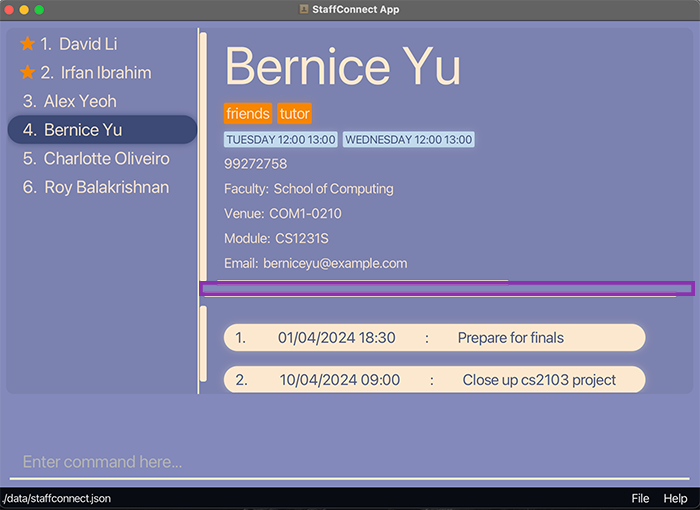 StaffConnect App
1. David Li
2. Irfan Ibrahim
3. Alex Yeoh
4. Bernice Yu
5. Charlotte Oliveiro
6. Roy Balakrishnan
Bernice Yu
friends tutor
TUESDAY 12:00 13:00 WEDNESDAY 12:00 13:00
99272758
Faculty: School of Computing
Venue: COM1-0210
Module: CS1231S
Email: berniceyu@example.com
1. 01/04/2024 18:30 : Prepare for finals
2. 10/04/2024 09:00 : Close up cs2103 project
Enter command here...
./data/staffconnect.json File Help